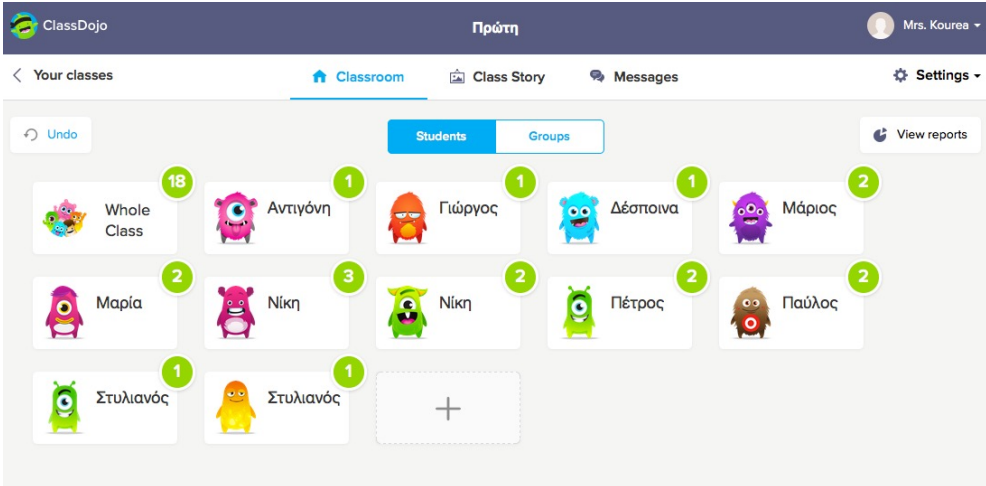 ClassDojo
Πρώτη
Mrs. Kourea
Your classes
Classroom
Class Story
Messages
Settings
Undo
Students
Groups
View reports
18
Whole
Class
1
Αντιγόνη
1
Γιώργος
1
Δέσποινα
2
Μάριος
2
Μαρία
3
Νίκη
2
Νίκη
2
Πέτρος
2
Παύλος
1
Στυλιανός
1
Στυλιανός